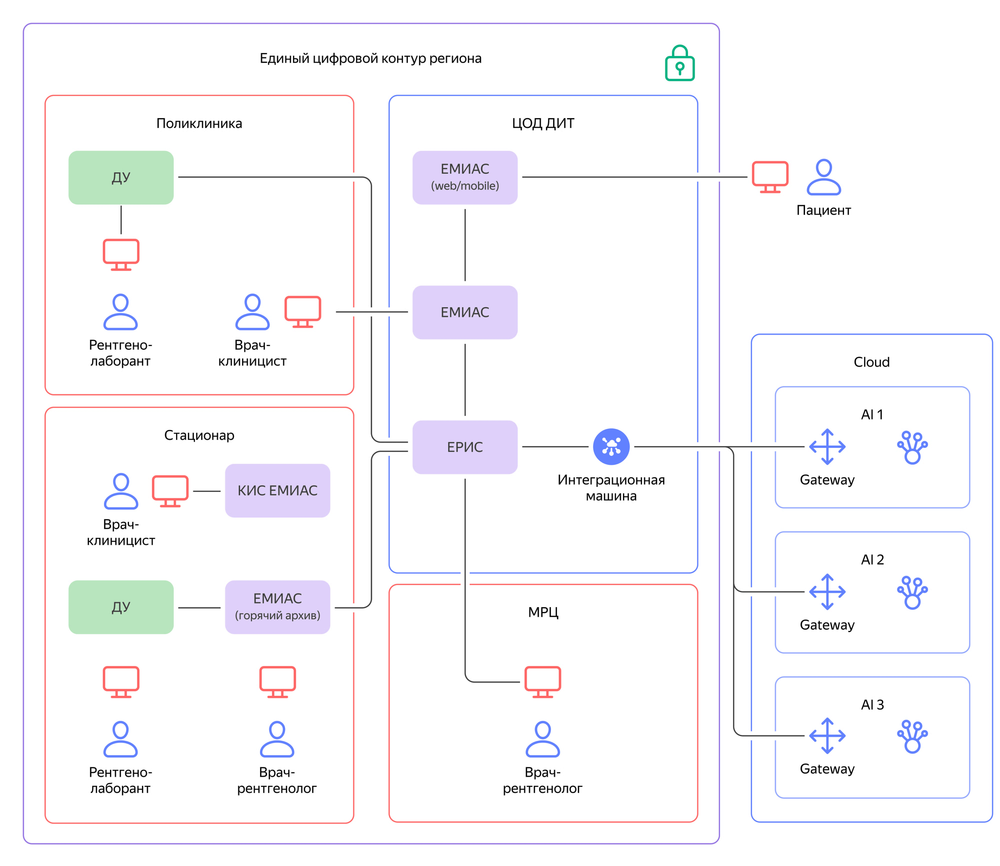 Единый цифровой контур региона
Поликлиника
ДУ
Рентгено-
лаборант
Врач-
клиницист
Стационар
Врач-
клиницист
КИС ЕМИАС
ДУ
ЕМИАС
(горячий архив)
Рентгено-
лаборант
Врач-
рентгенолог
ЦОД ДИТ
ЕМИАС
(web/mobile)
ЕМИАС
ЕРИС
Интеграционная
машина
МРЦ
Врач-
рентгенолог
Пациент
Cloud
AI 1
Gateway
AI 2
Gateway
AI 3
Gateway